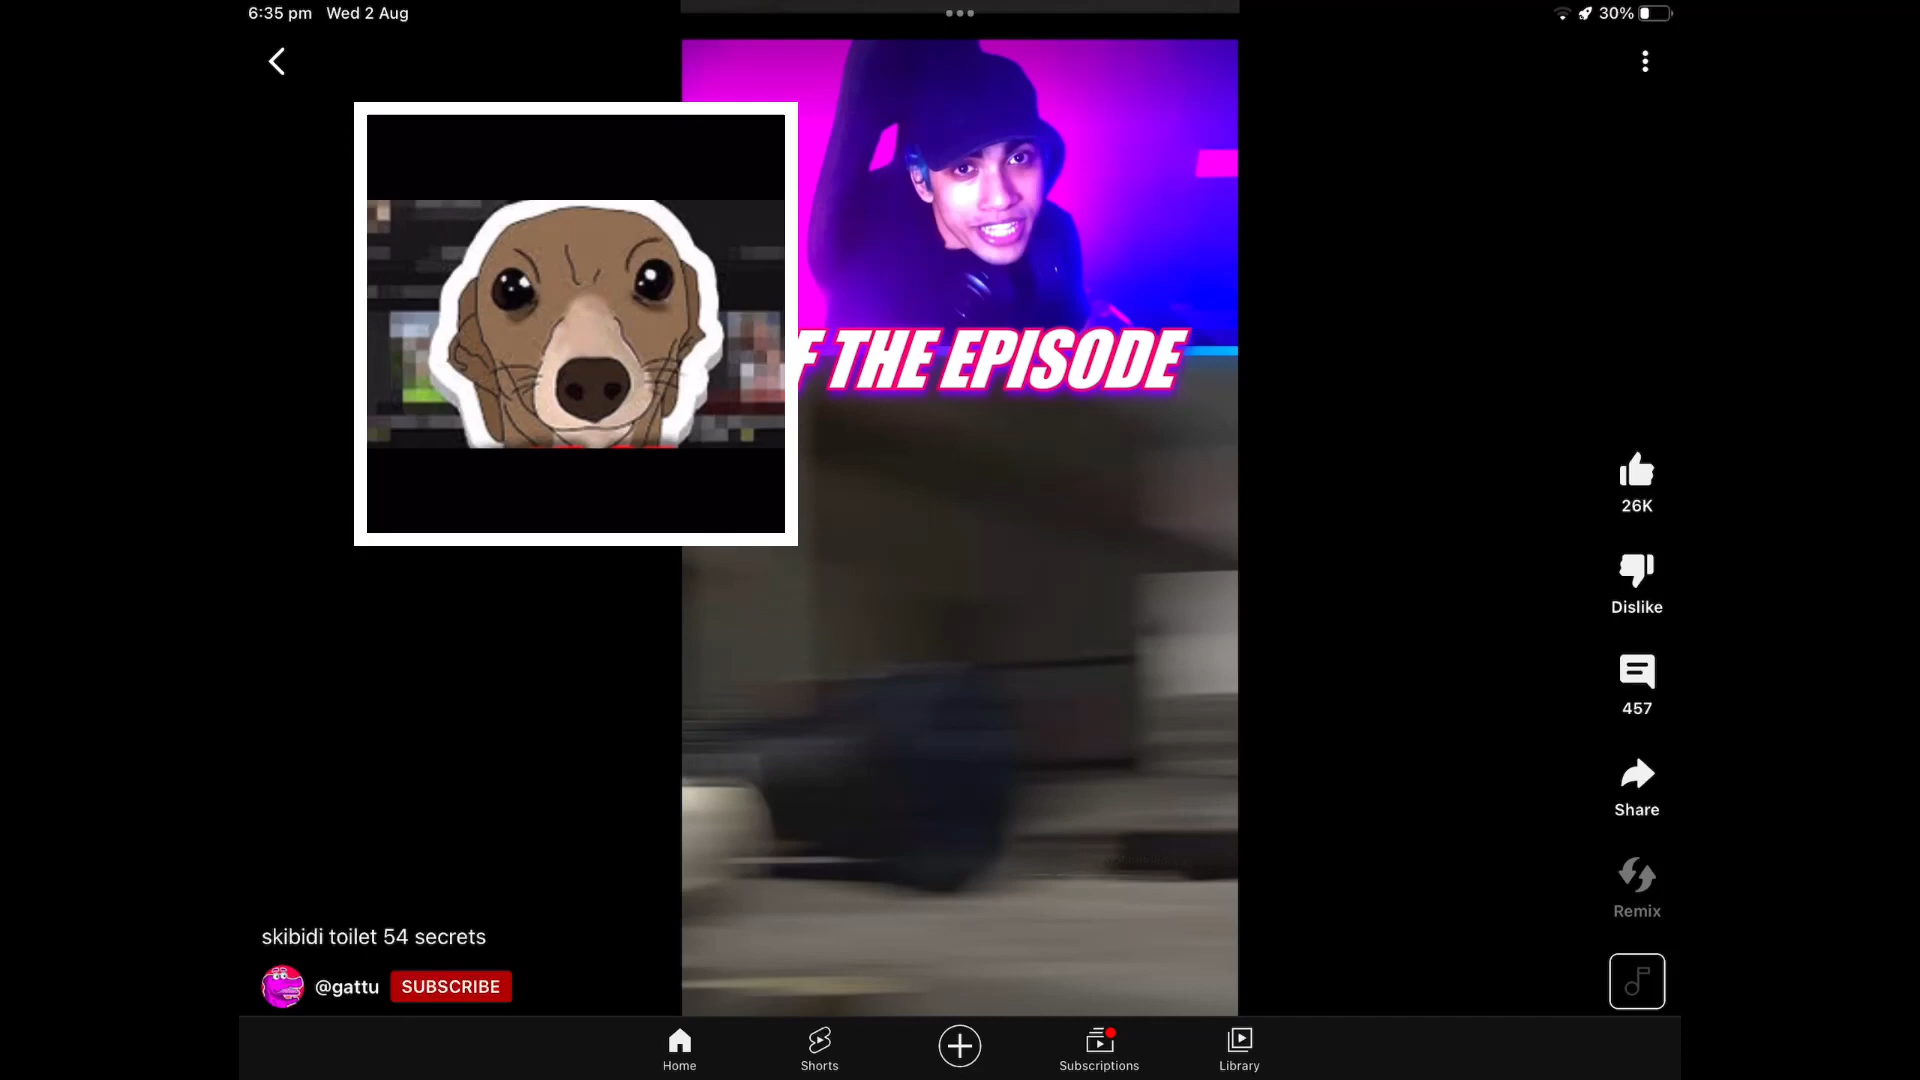 6:35 pm Wed 2 Aug
30%
THE EPISODE
26K
Dislike
457
Share
Remix
skibidi toilet 54 secrets
@gattu SUBSCRIBE
Home Shorts Subscriptions Library